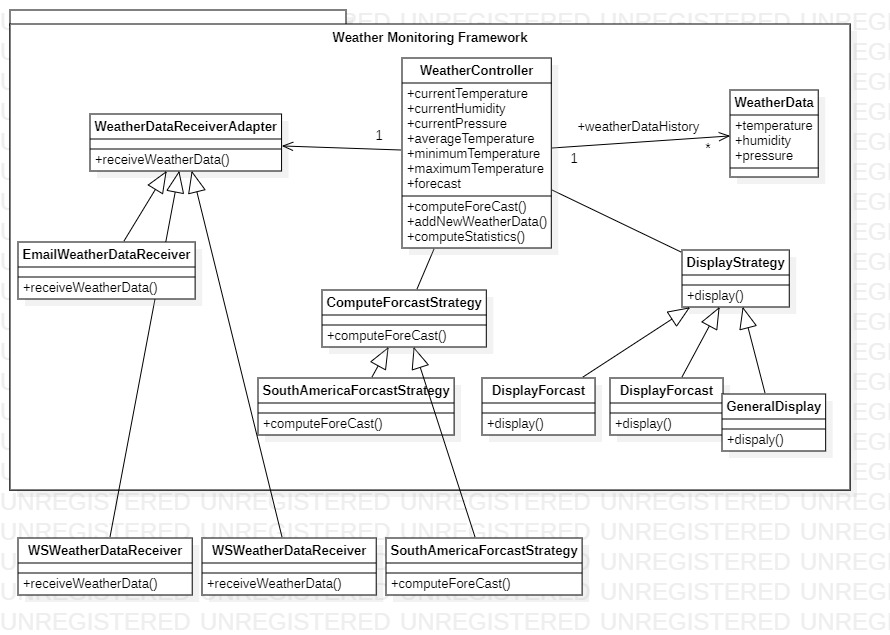 Weather Monitoring Framework
WeatherController
+currentTemperature
+currentHumidity
+currentPressure
+averageTemperature
+minimumTemperature
+maximumTemperature
+forecast
+computeForeCast()
+addNewWeatherData()
+computeStatistics()
WeatherData
+temperature
+humidity
+pressure
+weatherDataHistory
1
*
1
WeatherDataReceiverAdapter
+receiveWeatherData()
EmailWeatherDataReceiver
+receiveWeatherData()
DisplayStrategy
+display()
ComputeForcastStrategy
+computeForeCast()
SouthAmericaForcastStrategy
+computeForeCast()
DisplayForcast
+display()
DisplayForcast
+display()
GeneralDisplay
+dispaly()
WSWeatherDataReceiver
+receiveWeatherData()
WSWeatherDataReceiver
+receiveWeatherData()
SouthAmericaForcastStrategy
+computeForeCast()
UNREGISTERED UNREGISTERED UNREGISTERED UNREGISTERED